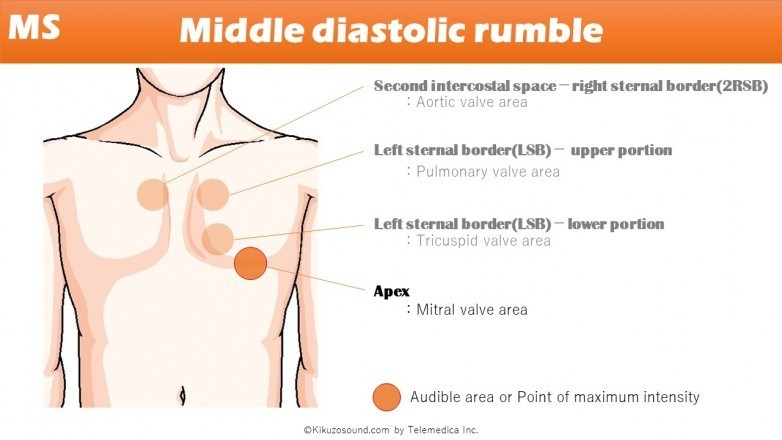 MS
Middle diastolic rumble
Second intercostal space－right sternal border(2RSB)
：Aortic valve area
Left sternal border(LSB)－ upper portion
：Pulmonary valve area
Left sternal border(LSB)－lower portion
：Tricuspid valve area
Apex
：Mitral valve area
Audible area or Point of maximum intensity
©Kikuzosound.com by Telemedica Inc.